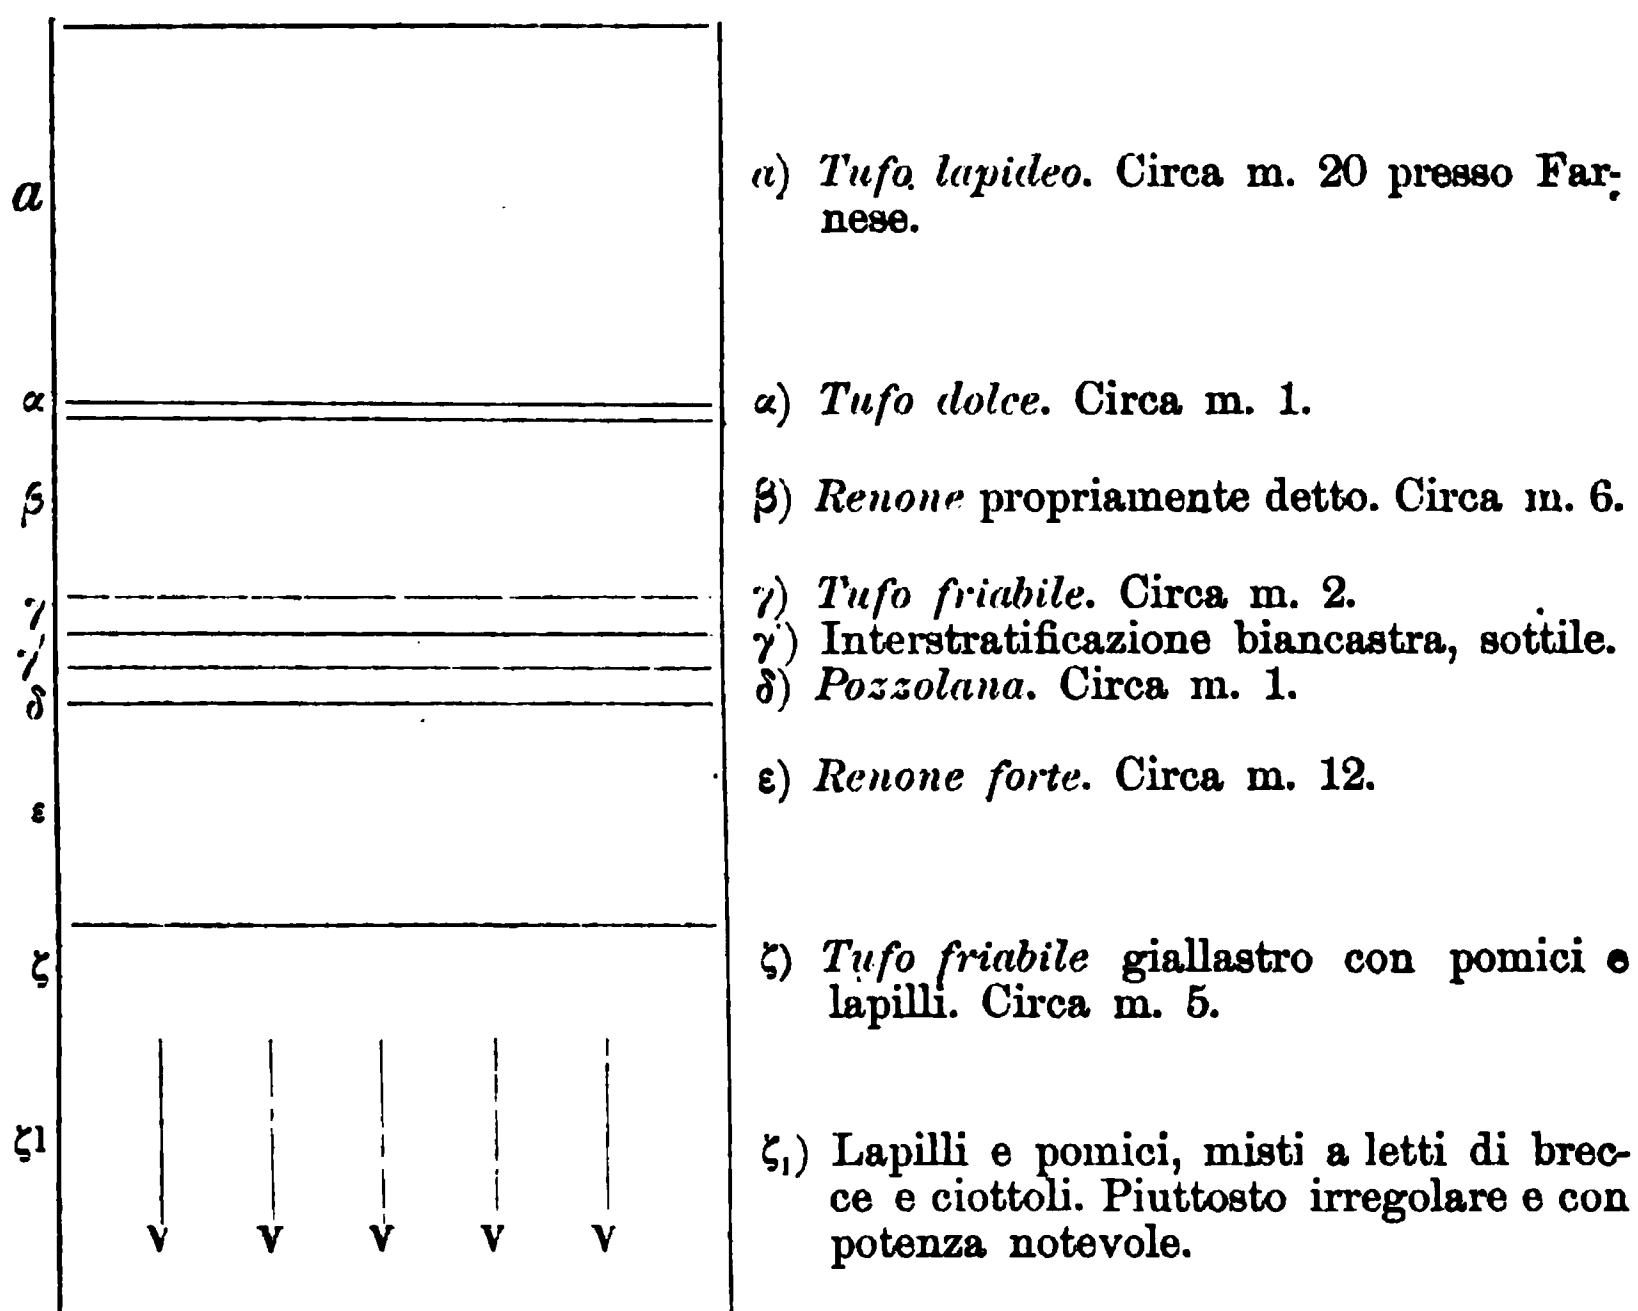 a
α
β
γ
γ'
δ
ε
ζ
ζ1
V V V V V
a) Tufo lapideo. Circa m. 20 presso Far-
nese.
α) Tufo dolce. Circa m. 1.
β) Renone propriamente detto. Circa m. 6.
γ) Tufo friabile. Circa m. 2.
γ') Interstratificazione biancastra, sottile.
δ) Pozzolana. Circa m. 1.
ε) Renone forte. Circa m. 12.
ζ) Tufo friabile giallastro con pomici e
lapilli. Circa m. 5.
ζ₁) Lapilli e pomici, misti a letti di brec-
ce e ciottoli. Piuttosto irregolare e con
potenza notevole.